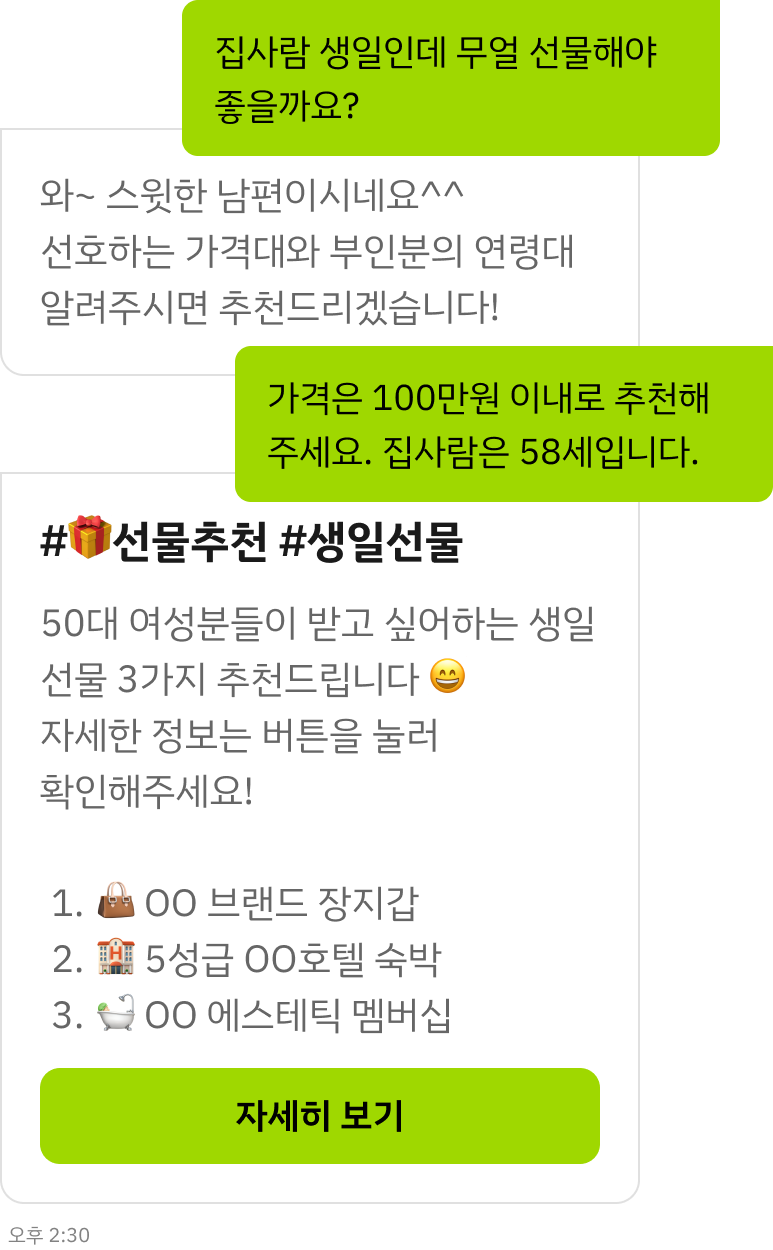 집사람 생일인데 무얼 선물해야
좋을까요?
와~ 스윗한 남편이시네요^^
선호하는 가격대와 부인분의 연령대
알려주시면 추천드리겠습니다!
가격은 100만원 이내로 추천해
주세요. 집사람은 58세입니다.
#🎁선물추천 #생일선물
50대 여성분들이 받고 싶어하는 생일
선물 3가지 추천드립니다 😄
자세한 정보는 버튼을 눌러
확인해주세요!
1. 👜 OO 브랜드 장지갑
2. 🏩 5성급 OO호텔 숙박
3. 🛁 OO 에스테틱 멤버십
자세히 보기
오후 2:30